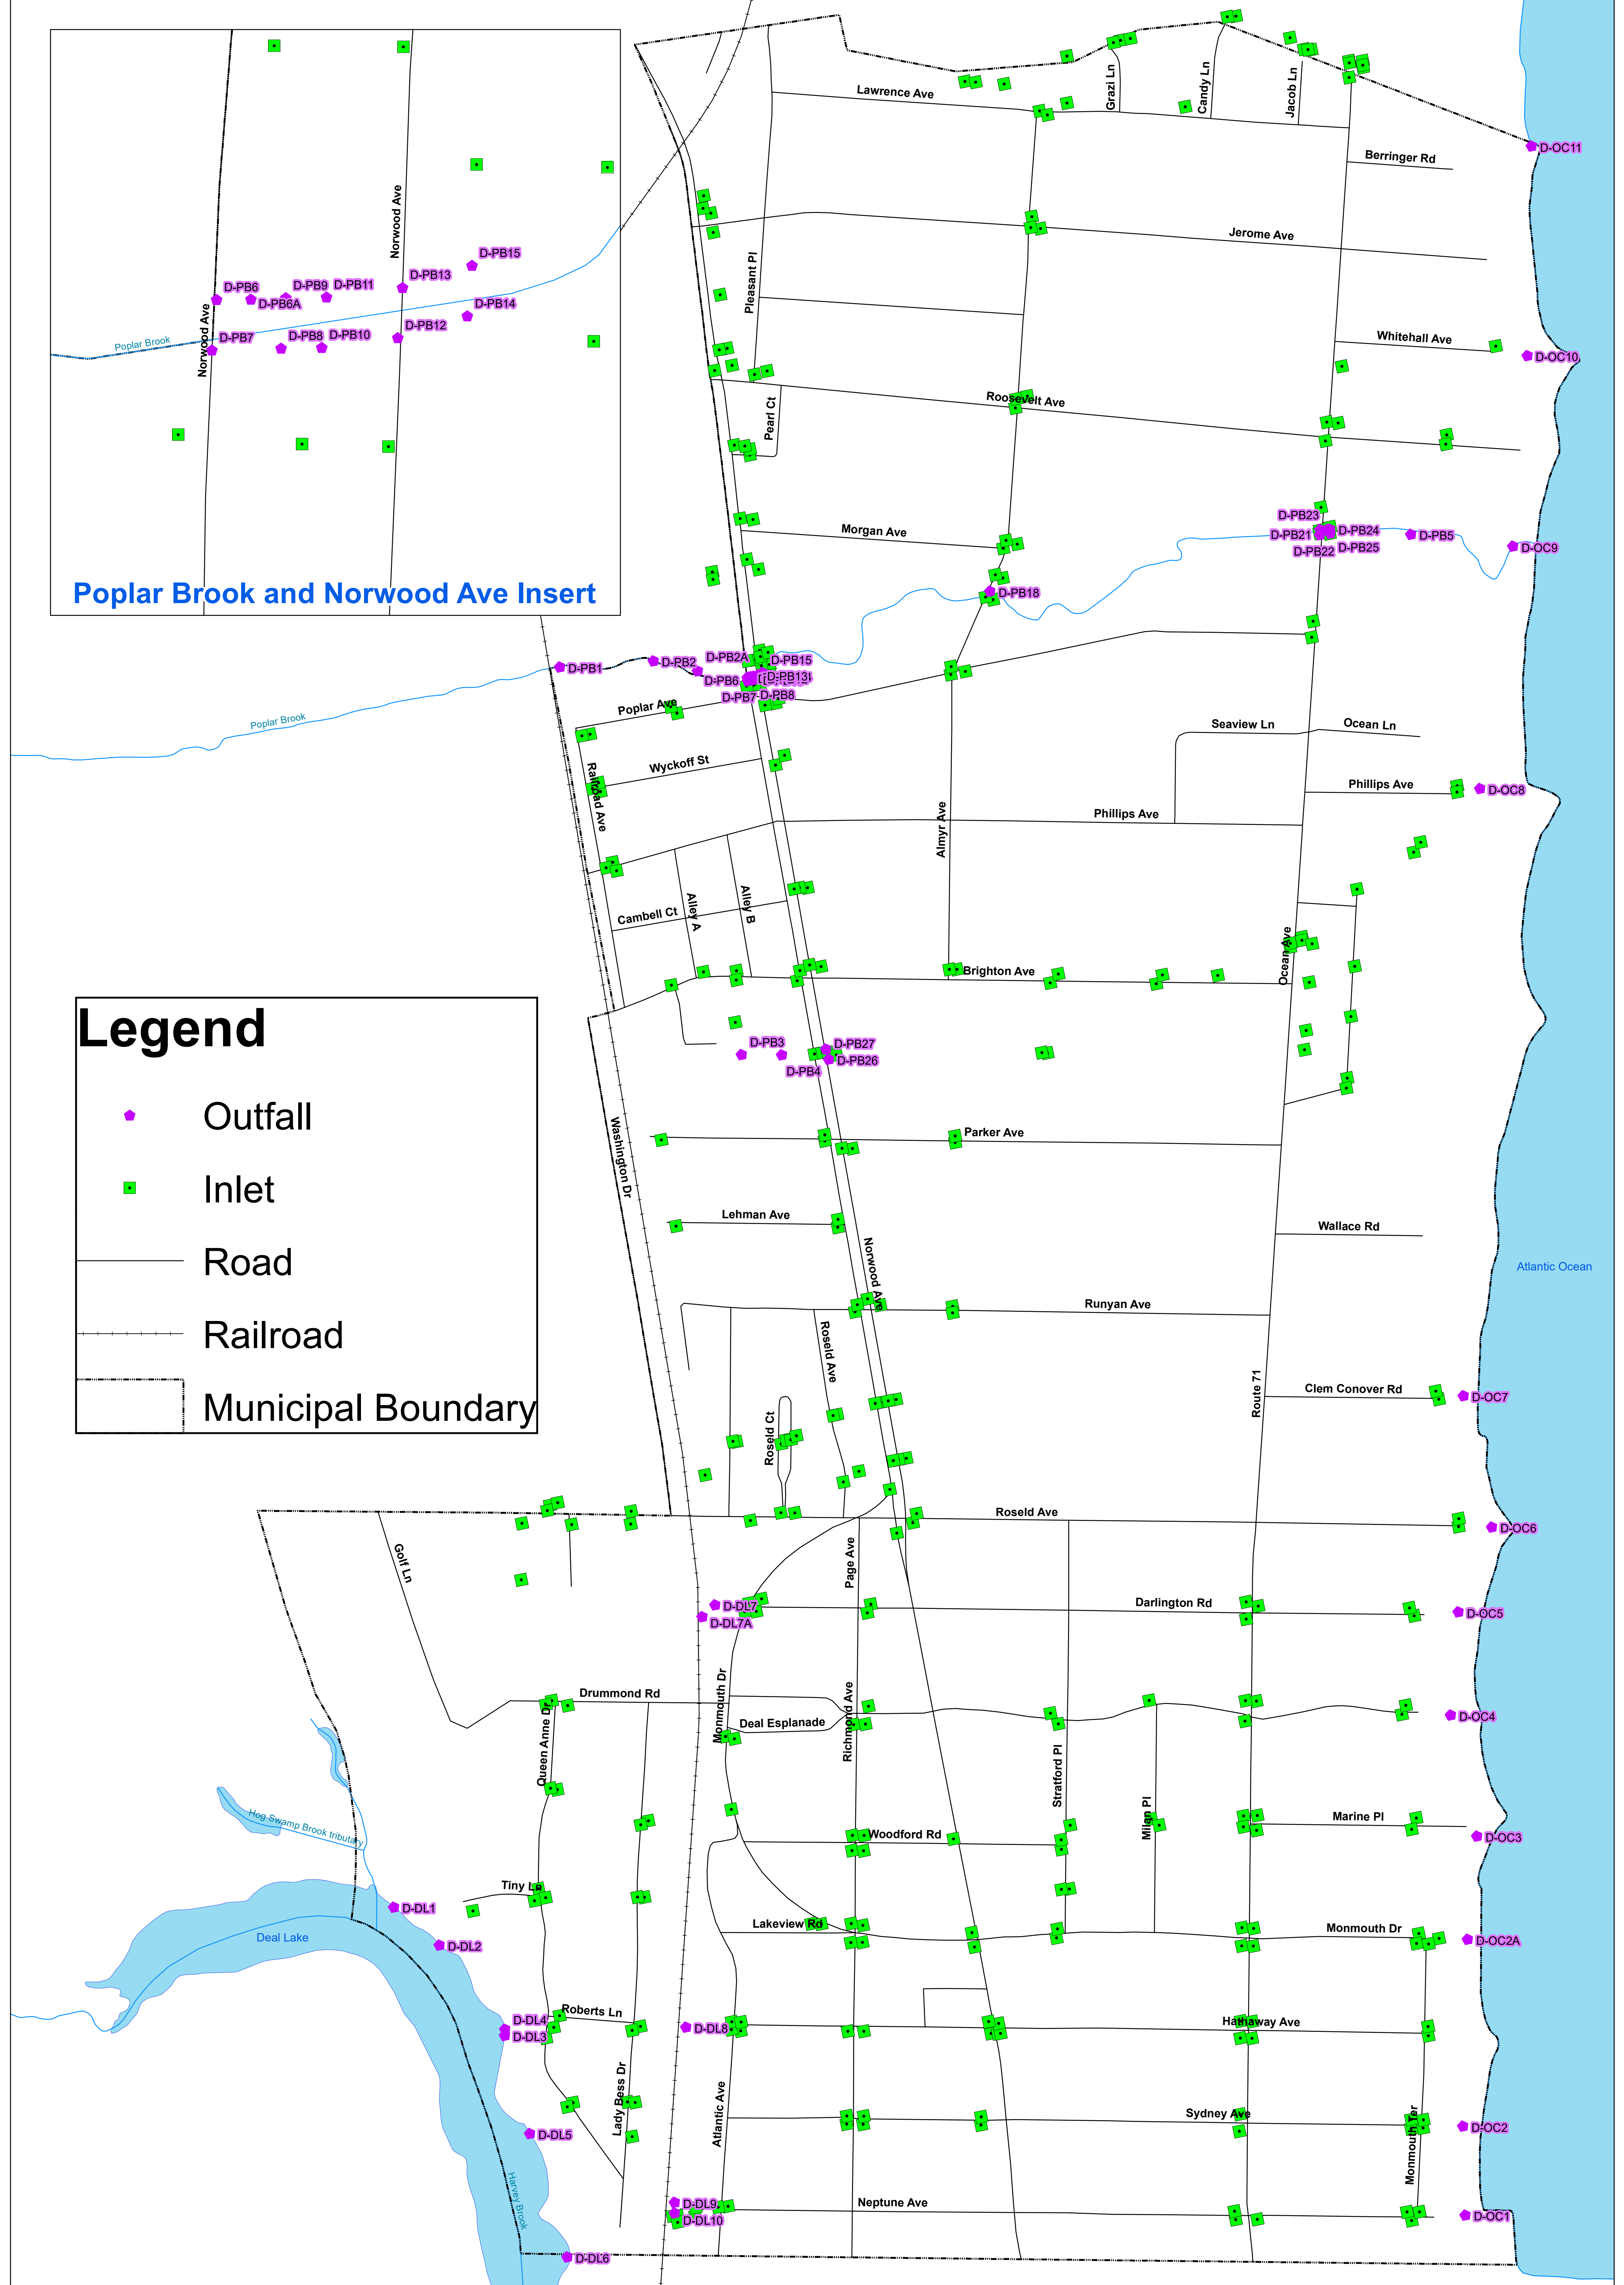 Grazi Ln
Candy Ln
Jacob Ln
Lawrence Ave
D-OC11
Berringer Rd
Norwood Ave
Jerome Ave
D-PB15
Pleasant Pl
D-PB13
D-PB6
D-PB9
D-PB11
D-PB6A
D-PB14
Norwood Ave
D-PB12
D-PB7
D-PB8
D-PB10
Poplar Brook
Whitehall Ave
D-OC10
Roosevelt Ave
Pearl Ct
D-PB23
Morgan Ave
D-PB21
D-PB24
D-PB5
D-PB22
D-PB25
D-OC9
Poplar Brook and Norwood Ave Insert
D-PB18
D-PB1
D-PB2
D-PB2A
D-PB15
D-PB6
D-PB13
D-PB7
D-PB8
Poplar Ave
Poplar Brook
Seaview Ln
Ocean Ln
Wyckoff St
Railroad Ave
Phillips Ave
D-OC8
Almyr Ave
Phillips Ave
Alley A
Alley B
Cambell Ct
Ocean Ave
Brighton Ave
Legend
Outfall
Inlet
Road
Railroad
Municipal Boundary
D-PB3
D-PB27
D-PB4
D-PB26
Washington Dr
Parker Ave
Lehman Ave
Wallace Rd
Norwood Ave
Atlantic Ocean
Runyan Ave
Roseld Ave
Route 71
Clem Conover Rd
D-OC7
Roseld Ct
Roseld Ave
D-OC6
Golf Ln
Page Ave
D-DL7
D-DL7A
Darlington Rd
D-OC5
Drummond Rd
Monmouth Dr
Queen Anne Dr
Deal Esplanade
Richmond Ave
D-OC4
Stratford Pl
Milan Pl
Marine Pl
Hog Swamp Brook tributary
Woodford Rd
D-OC3
Tiny Ln
D-DL1
Deal Lake
D-DL2
Lakeview Rd
Monmouth Dr
D-OC2A
Roberts Ln
D-DL4
D-DL3
D-DL8
Hathaway Ave
Lady Bess Dr
Atlantic Ave
Sydney Ave
Monmouth Ter
D-OC2
D-DL5
Harvey Brook
D-DL9
D-DL10
Neptune Ave
D-OC1
D-DL6